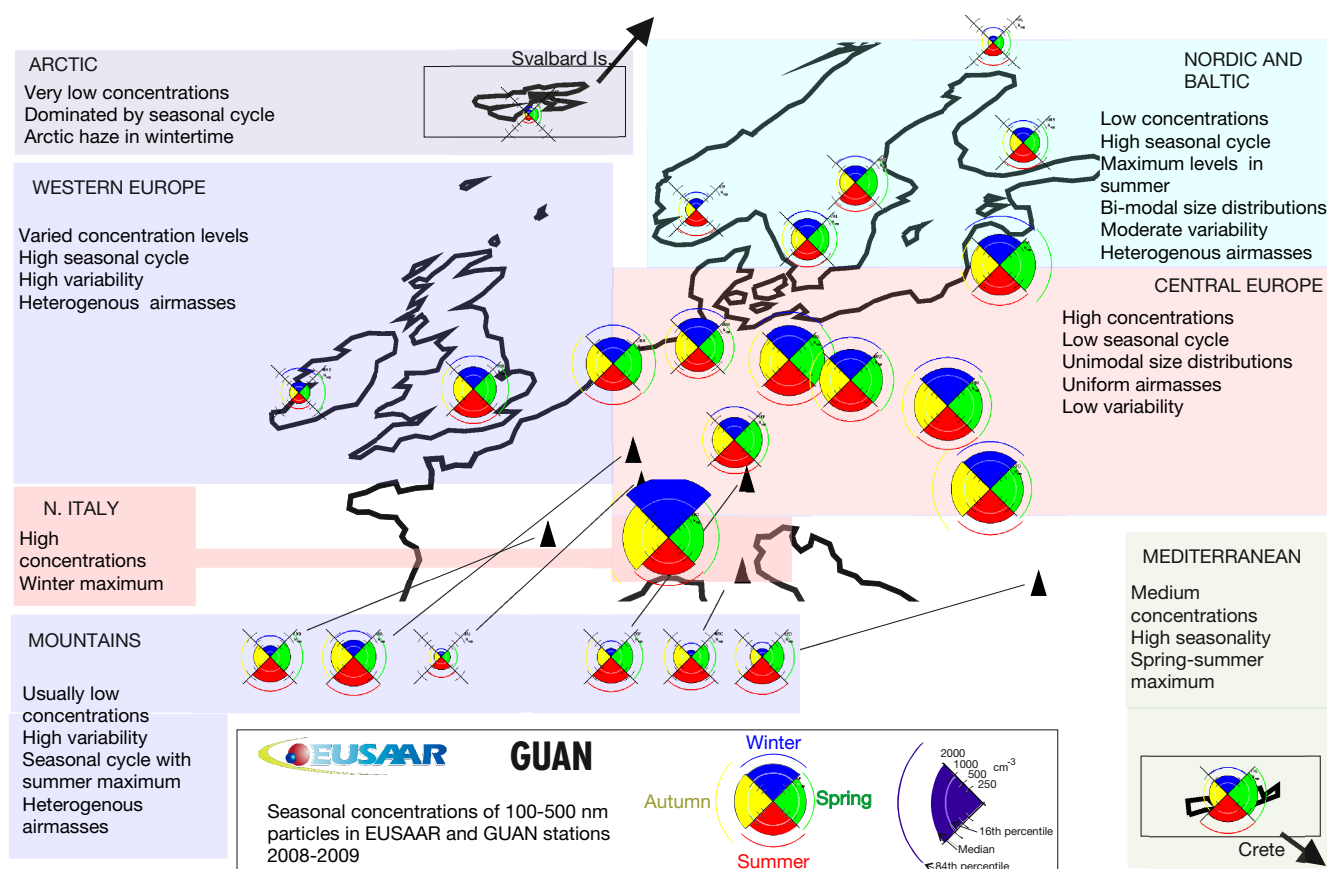 ARCTIC
Very low concentrations
Dominated by seasonal cycle
Arctic haze in wintertime
Svalbard Is.
NORDIC AND
BALTIC
Low concentrations
High seasonal cycle
Maximum levels in
summer
Bi-modal size distributions
Moderate variability
Heterogenous airmasses
WESTERN EUROPE
Varied concentration levels
High seasonal cycle
High variability
Heterogenous airmasses
CENTRAL EUROPE
High concentrations
Low seasonal cycle
Unimodal size distributions
Uniform airmasses
Low variability
N. ITALY
High
concentrations
Winter maximum
MEDITERRANEAN
Medium
concentrations
High seasonality
Spring-summer
maximum
MOUNTAINS
Usually low
concentrations
High variability
Seasonal cycle with
summer maximum
Heterogenous
airmasses
EUSAAR
GUAN
Seasonal concentrations of 100-500 nm
particles in EUSAAR and GUAN stations
2008-2009
Winter
Autumn
Spring
Summer
2000
1000
500
250
cm-3
16th percentile
Median
84th percentile
Crete